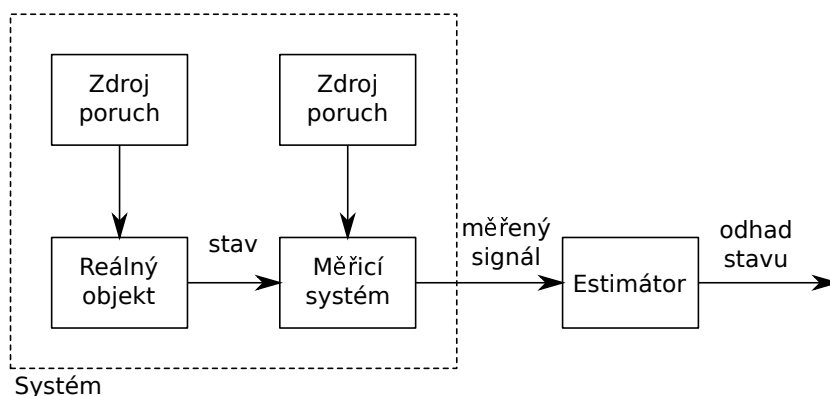 Zdroj
poruch
Zdroj
poruch
Reálný
objekt
stav
Měřicí
systém
měřený
signál
Estimátor
odhad
stavu
Systém